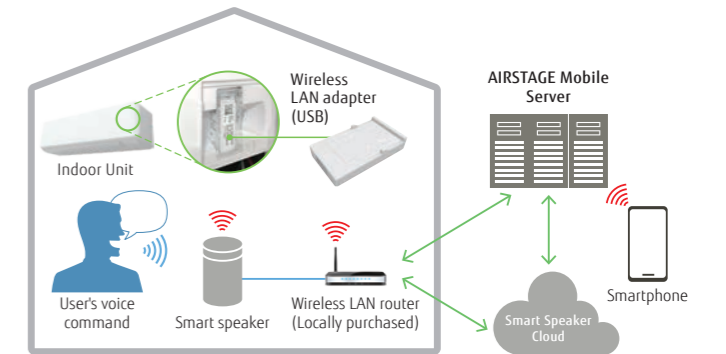 Wireless
LAN adapter
(USB)
AIRSTAGE Mobile
Server
Indoor Unit
User's voice
command
Smart speaker
Wireless LAN router
(Locally purchased)
Smart Speaker
Cloud
Smartphone